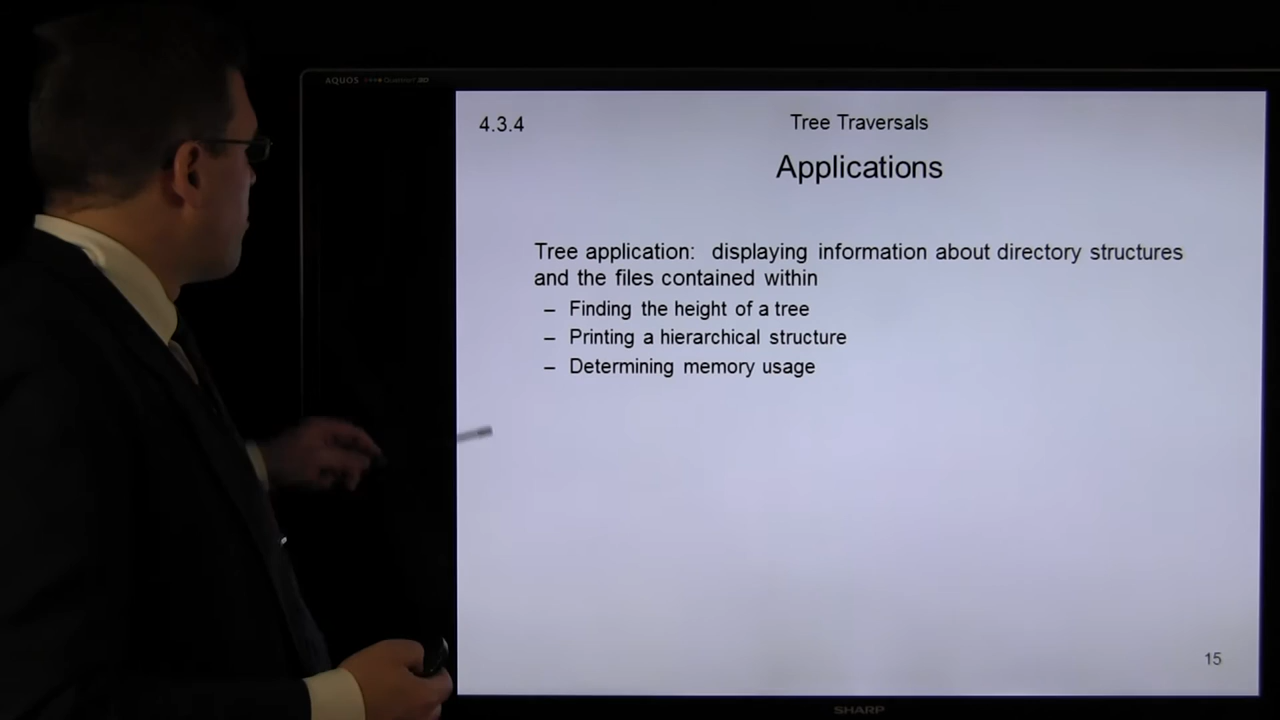 AQUOS
4.3.4
Tree Traversals
Applications
Tree application: displaying information about directory structures
and the files contained within
– Finding the height of a tree
– Printing a hierarchical structure
– Determining memory usage
15
SHARP